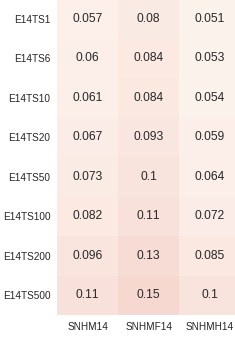 E14TS1 0.057 0.08 0.051
E14TS6 0.06 0.084 0.053
E14TS10 0.061 0.084 0.054
E14TS20 0.067 0.093 0.059
E14TS50 0.073 0.1 0.064
E14TS100 0.082 0.11 0.072
E14TS200 0.096 0.13 0.085
E14TS500 0.11 0.15 0.1
SNHM14 SNHMF14 SNHMH14